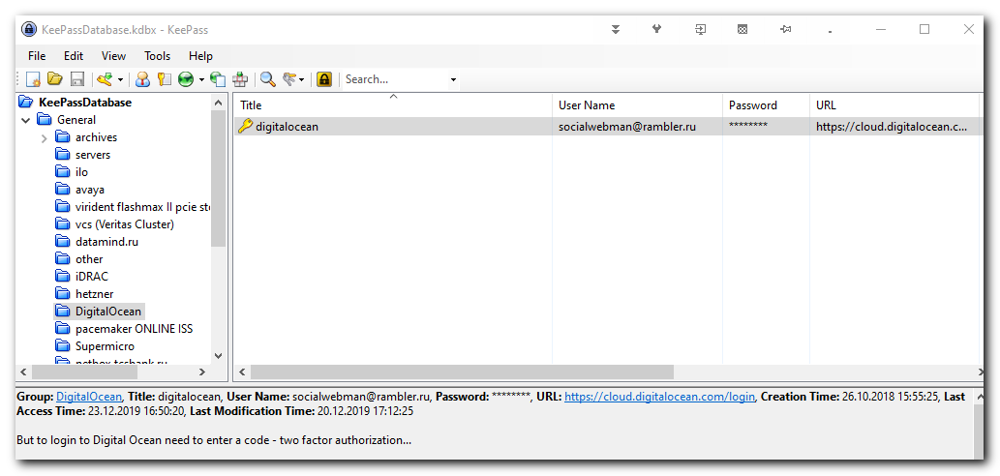 KeePassDatabase.kdbx - KeePass
File Edit View Tools Help
Search...
KeePassDatabase
General
archives
servers
ilo
avaya
virident flashmax II pcie sto
vcs (Veritas Cluster)
datamind.ru
other
iDRAC
hetzner
DigitalOcean
pacemaker ONLINE ISS
Supermicro
Title User Name Password URL
digitalocean socialwebman@rambler.ru ******** https://cloud.digitalocean.c...
Group: DigitalOcean, Title: digitalocean, User Name: socialwebman@rambler.ru, Password: ********, URL: https://cloud.digitalocean.com/login, Creation Time: 26.10.2018 15:55:25, Last
Access Time: 23.12.2019 16:50:20, Last Modification Time: 20.12.2019 17:12:25
But to login to Digital Ocean need to enter a code - two factor authorization...